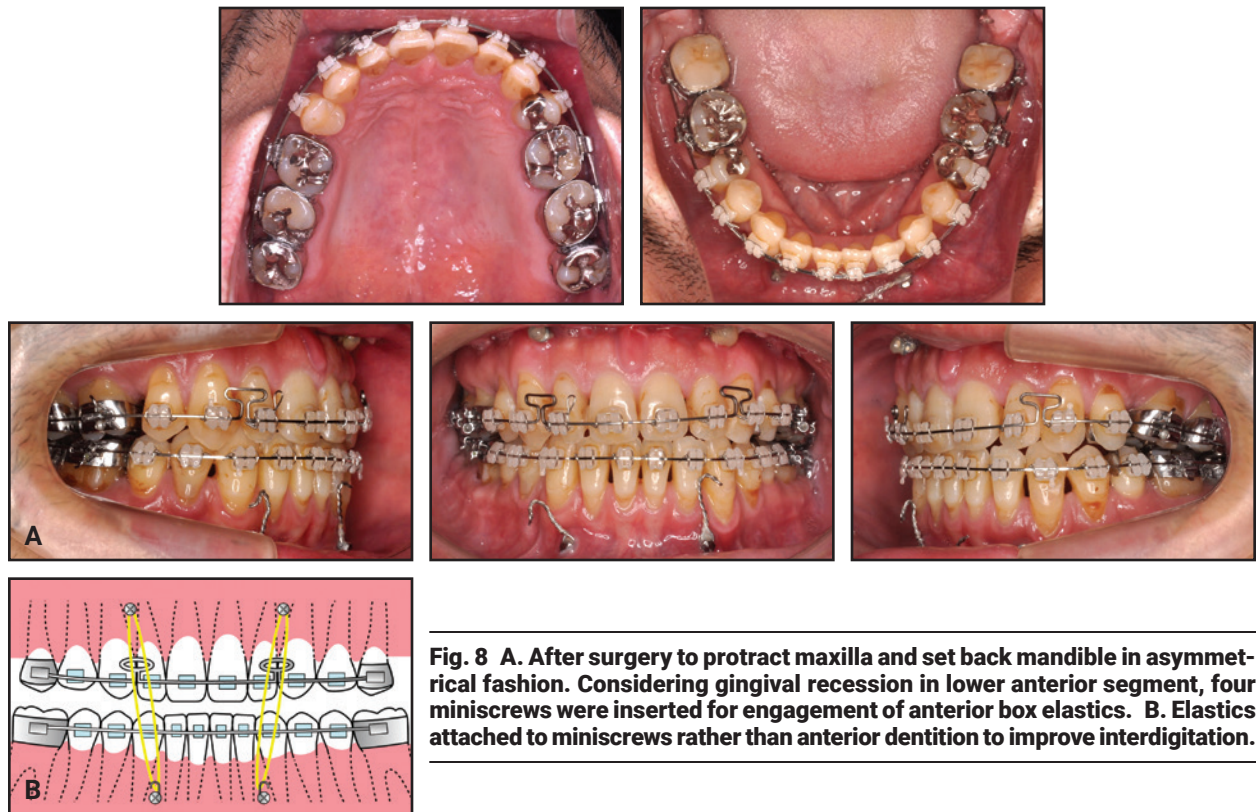 A
B
Fig. 8 A. After surgery to protract maxilla and set back mandible in asymmet-
rical fashion. Considering gingival recession in lower anterior segment, four
miniscrews were inserted for engagement of anterior box elastics. B. Elastics
attached to miniscrews rather than anterior dentition to improve interdigitation.